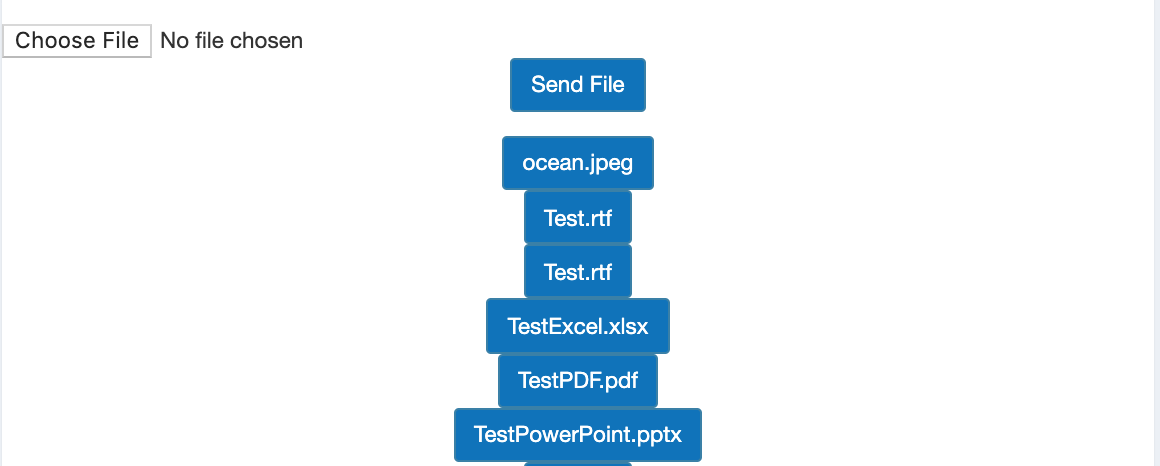 Choose File No file chosen
Send File
ocean.jpeg
Test.rtf
Test.rtf
TestExcel.xlsx
TestPDF.pdf
TestPowerPoint.pptx